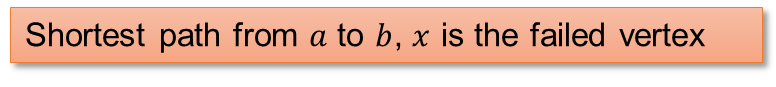 Shortest path from a to b, x is the failed vertex